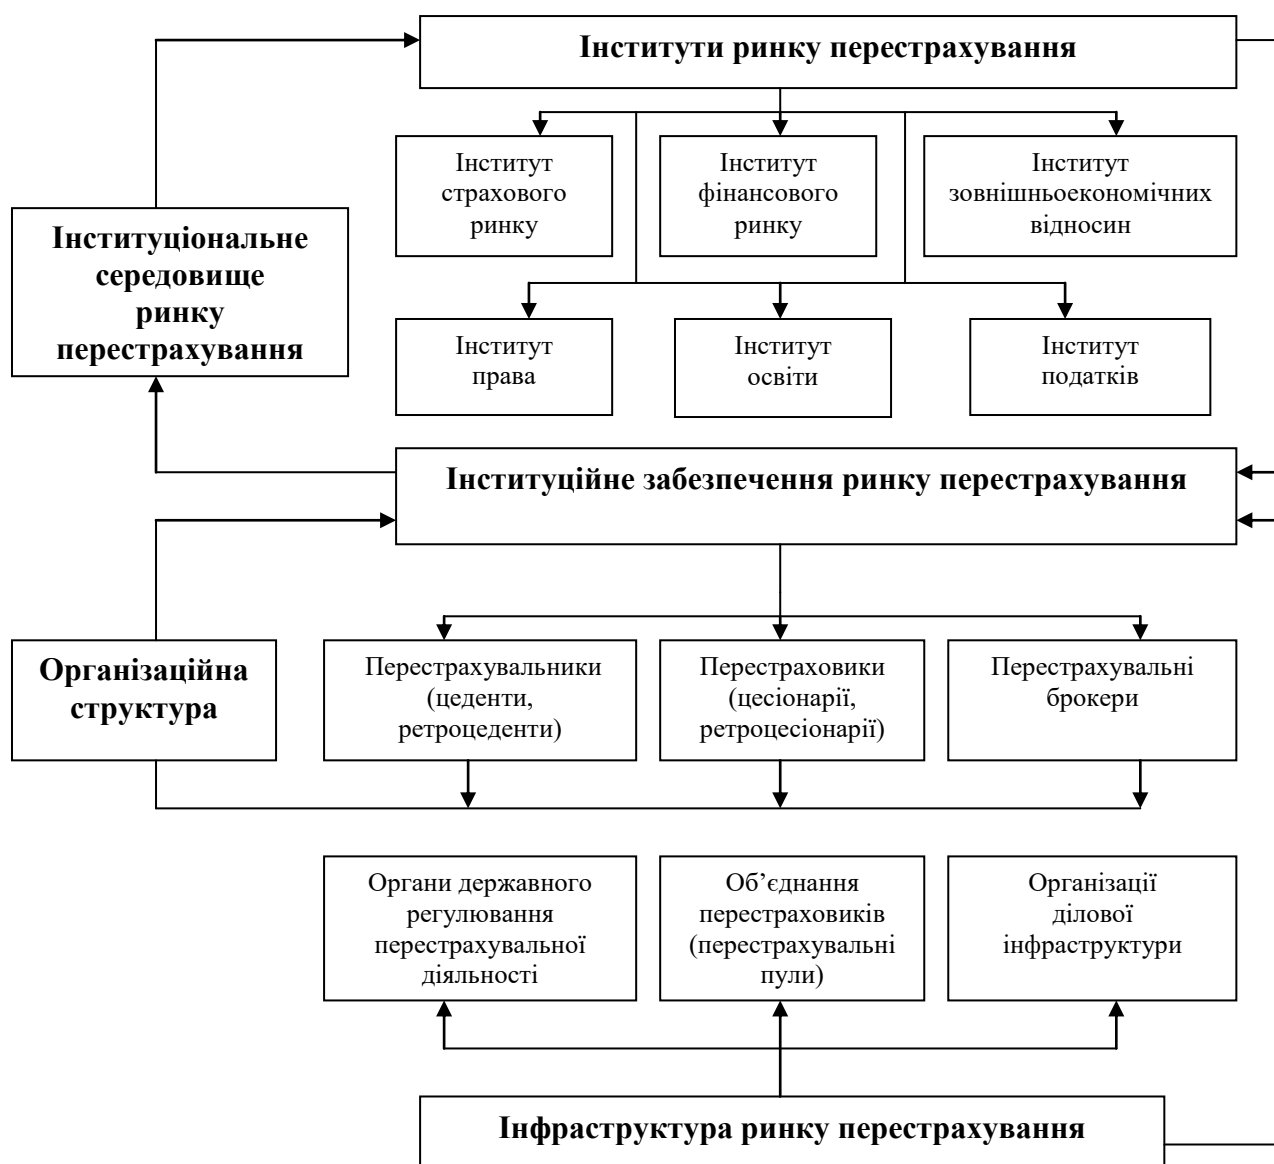 Інститути ринку перестрахування
Інститут
страхового
ринку
Інститут
фінансового
ринку
Інститут
зовнішньоекономічних
відносин
Інституціональне
середовище
ринку
перестрахування
Інститут
права
Інститут
освіти
Інститут
податків
Інституційне забезпечення ринку перестрахування
Організаційна
структура
Перестрахувальники
(цеденти,
ретроцеденти)
Перестраховики
(цесіонарії,
ретроцесіонарії)
Перестрахувальні
брокери
Органи державного
регулювання
перестрахувальної
діяльності
Об’єднання
перестраховиків
(перестрахувальні
пули)
Організації
ділової
інфраструктури
Інфраструктура ринку перестрахування